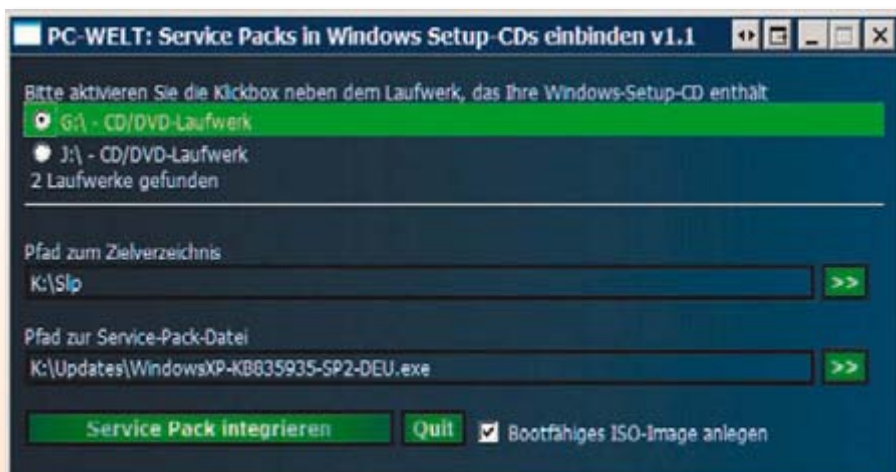 PC-WELT: Service Packs in Windows Setup-CDs einbinden v1.1
Bitte aktivieren Sie die Klickbox neben dem Laufwerk, das Ihre Windows-Setup-CD enthält
G:\ - CD/DVD-Laufwerk
J:\ - CD/DVD-Laufwerk
2 Laufwerke gefunden
Pfad zum Zielverzeichnis
K:\Slp
>>
Pfad zur Service-Pack-Datei
K:\Updates\WindowsXP-KB835935-SP2-DEU.exe
>>
Service Pack integrieren
Quit
Bootfähiges ISO-Image anlegen